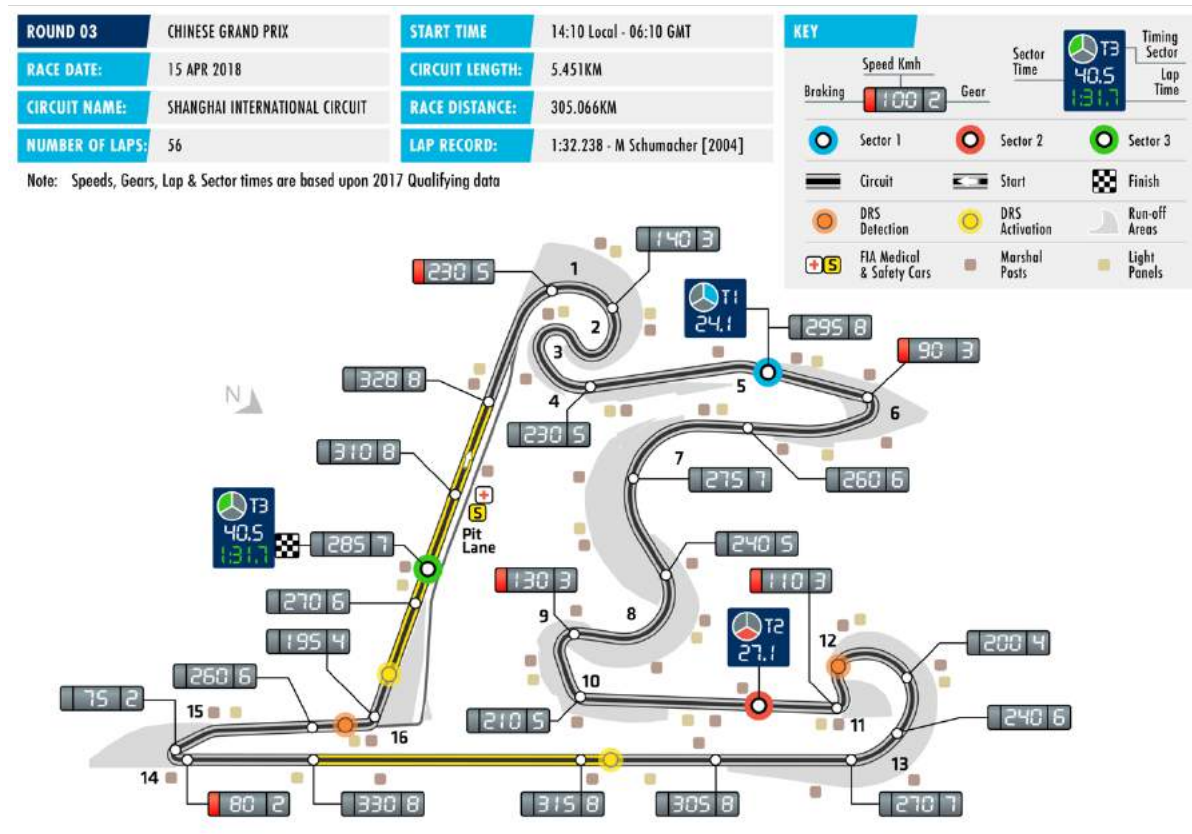 ROUND 03 CHINESE GRAND PRIX
RACE DATE: 15 APR 2018
CIRCUIT NAME: SHANGHAI INTERNATIONAL CIRCUIT
NUMBER OF LAPS: 56
START TIME 14:10 Local - 06:10 GMT
CIRCUIT LENGTH: 5.451KM
RACE DISTANCE: 305.066KM
LAP RECORD: 1:32.238 - M Schumacher [2004]
Note: Speeds, Gears, Lap & Sector times are based upon 2017 Qualifying data
KEY
Speed Kmh
Braking 100 2 Gear
Sector Time
T3
40.5
1:31.7
Timing Sector
Lap Time
Sector 1 Sector 2 Sector 3
Circuit Start Finish
DRS Detection
DRS Activation
Run-off Areas
FIA Medical & Safety Cars
S
Marshal Posts
Light Panels
140 3
230 5
1
2
3
4
T1
24.1
295 8
5
90 3
6
328 8
230 5
N
310 8
7
275 7
260 6
T3
40.5
1:31.7
285 7
S
Pit Lane
240 5
130 3
110 3
270 6
9
8
T2
27.1
12
195 4
200 4
260 6
10
75 2
15
210 5
11
240 6
16
14
13
80 2
330 8
315 8
305 8
270 7